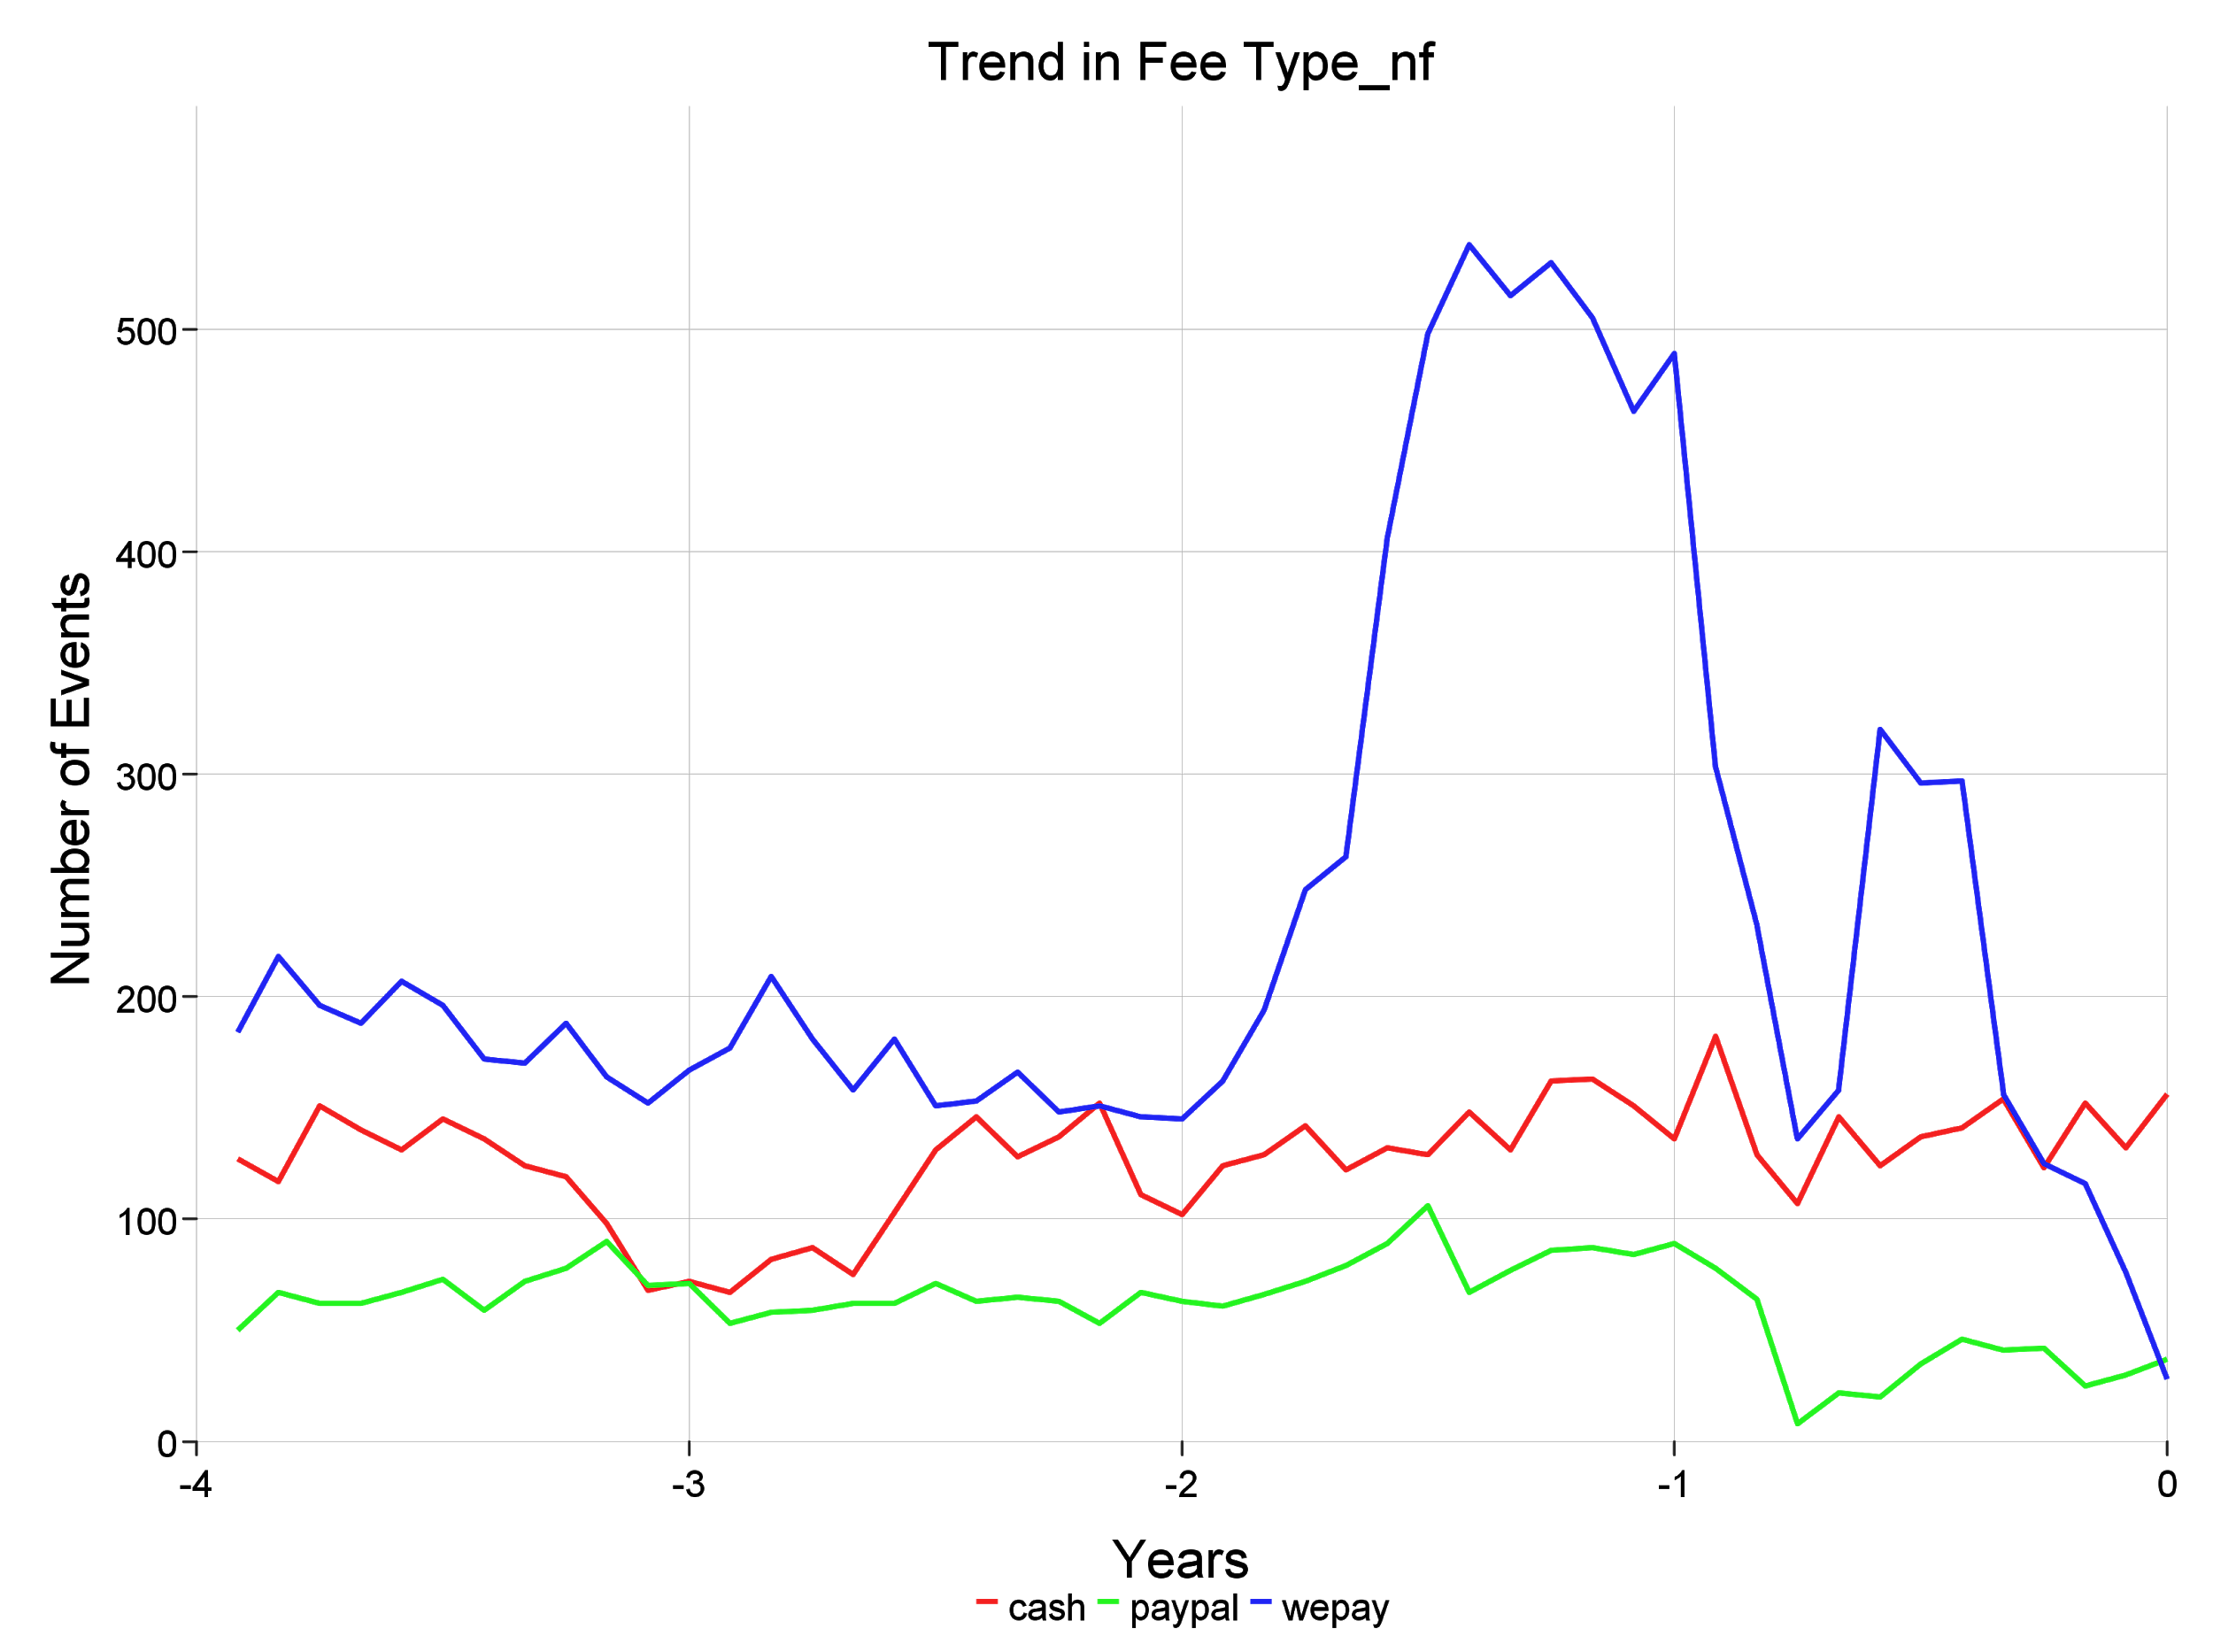 Trend in Fee Type_nf
Number of Events
500
400
300
200
100
0
-4 -3 -2 -1 0
Years
cash paypal wepay